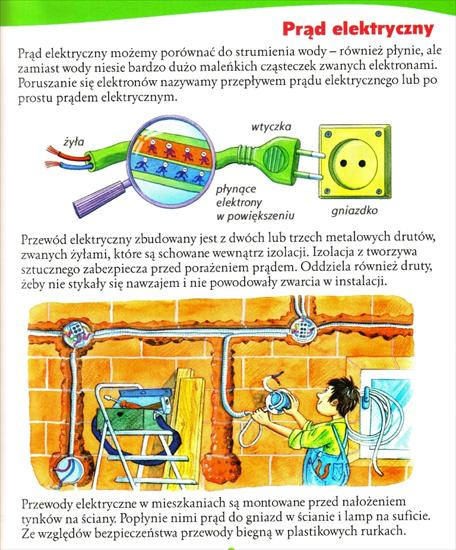 Prąd elektryczny
Prąd elektryczny możemy porównać do strumienia wody – również płynie, ale
zamiast wody niesie bardzo dużo maleńkich cząsteczek zwanych elektronami.
Poruszanie się elektronów nazywamy przepływem prądu elektrycznego lub po
prostu prądem elektrycznym.
żyła
wtyczka
płynące
elektrony
w powiększeniu
gniazdko
Przewód elektryczny zbudowany jest z dwóch lub trzech metalowych drutów,
zwanych żyłami, które są schowane wewnątrz izolacji. Izolacja z tworzywa
sztucznego zabezpiecza przed porażeniem prądem. Oddziela również druty,
żeby nie stykały się nawzajem i nie powodowały zwarcia w instalacji.
Przewody elektryczne w mieszkaniach są montowane przed nałożeniem
tynków na ściany. Popłynie nimi prąd do gniazd w ścianie i lamp na suficie.
Ze względów bezpieczeństwa przewody biegną w plastikowych rurkach.